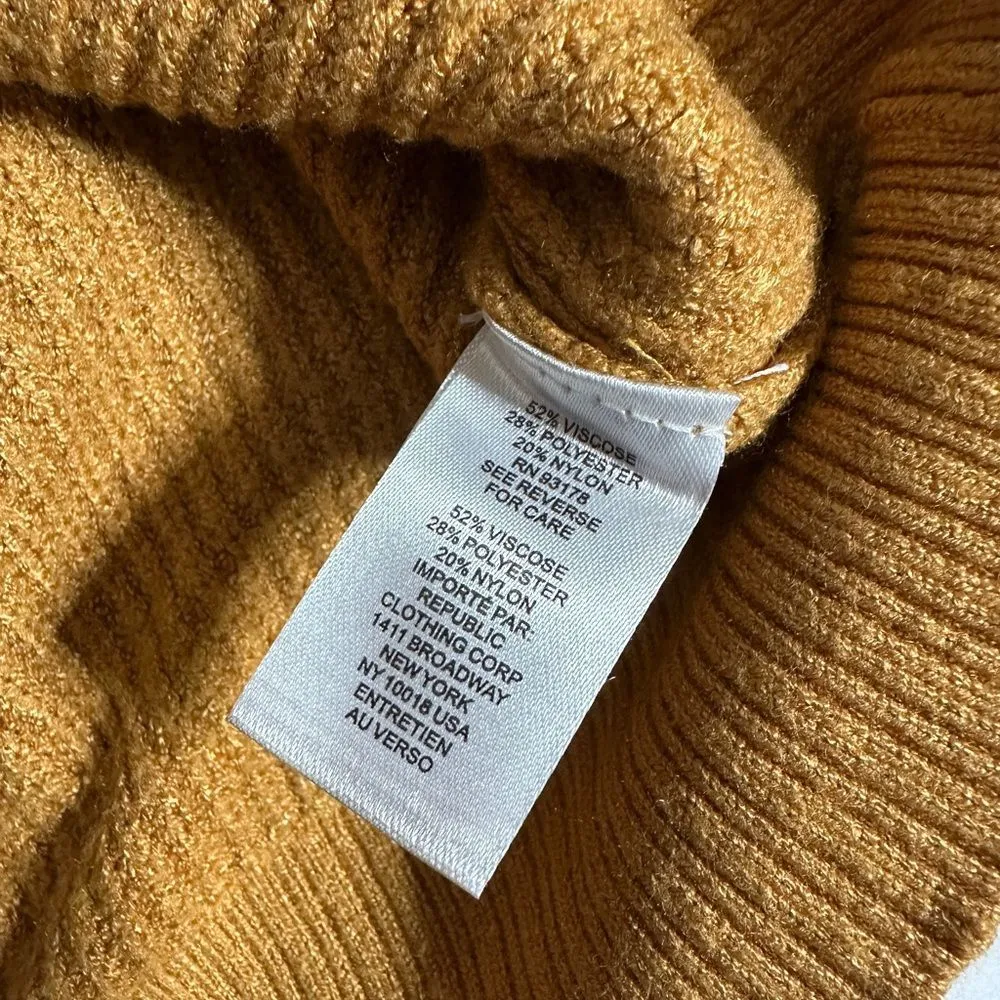 52% VISCOSE
28% POLYESTER
20% NYLON
RN 93178
SEE REVERSE
FOR CARE
52% VISCOSE
28% POLYESTER
20% NYLON
IMPORTE PAR:
REPUBLIC
CLOTHING CORP
1411 BROADWAY
NEW YORK
NY 10018 USA
ENTRETIEN
AU VERSO